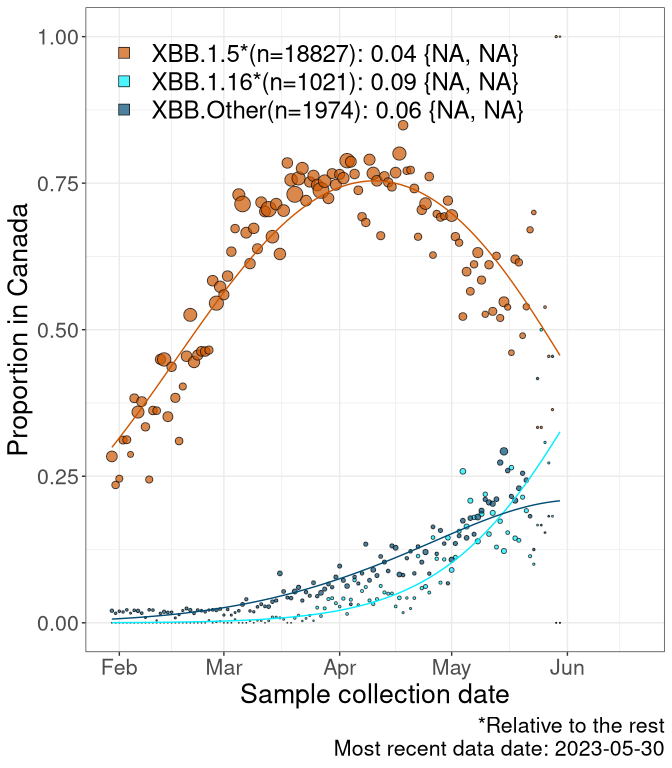 XBB.1.5*(n=18827): 0.04 {NA, NA}
XBB.1.16*(n=1021): 0.09 {NA, NA}
XBB.Other(n=1974): 0.06 {NA, NA}
Proportion in Canada
1.00
0.75
0.50
0.25
0.00
Feb Mar Apr May Jun
Sample collection date
*Relative to the rest
Most recent data date: 2023-05-30